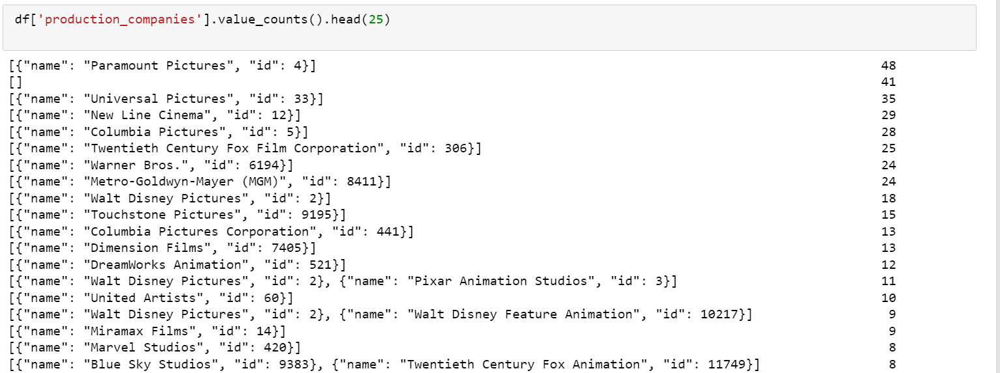 df['production_companies'].value_counts().head(25)
[{"name": "Paramount Pictures", "id": 4}] 48
[] 41
[{"name": "Universal Pictures", "id": 33}] 35
[{"name": "New Line Cinema", "id": 12}] 29
[{"name": "Columbia Pictures", "id": 5}] 28
[{"name": "Twentieth Century Fox Film Corporation", "id": 306}] 25
[{"name": "Warner Bros.", "id": 6194}] 24
[{"name": "Metro-Goldwyn-Mayer (MGM)", "id": 8411}] 24
[{"name": "Walt Disney Pictures", "id": 2}] 18
[{"name": "Touchstone Pictures", "id": 9195}] 15
[{"name": "Columbia Pictures Corporation", "id": 441}] 13
[{"name": "Dimension Films", "id": 7405}] 13
[{"name": "DreamWorks Animation", "id": 521}] 12
[{"name": "Walt Disney Pictures", "id": 2}, {"name": "Pixar Animation Studios", "id": 3}] 11
[{"name": "United Artists", "id": 60}] 10
[{"name": "Walt Disney Pictures", "id": 2}, {"name": "Walt Disney Feature Animation", "id": 10217}] 9
[{"name": "Miramax Films", "id": 14}] 9
[{"name": "Marvel Studios", "id": 420}] 8
[{"name": "Blue Sky Studios", "id": 9383}, {"name": "Twentieth Century Fox Animation", "id": 11749}] 8